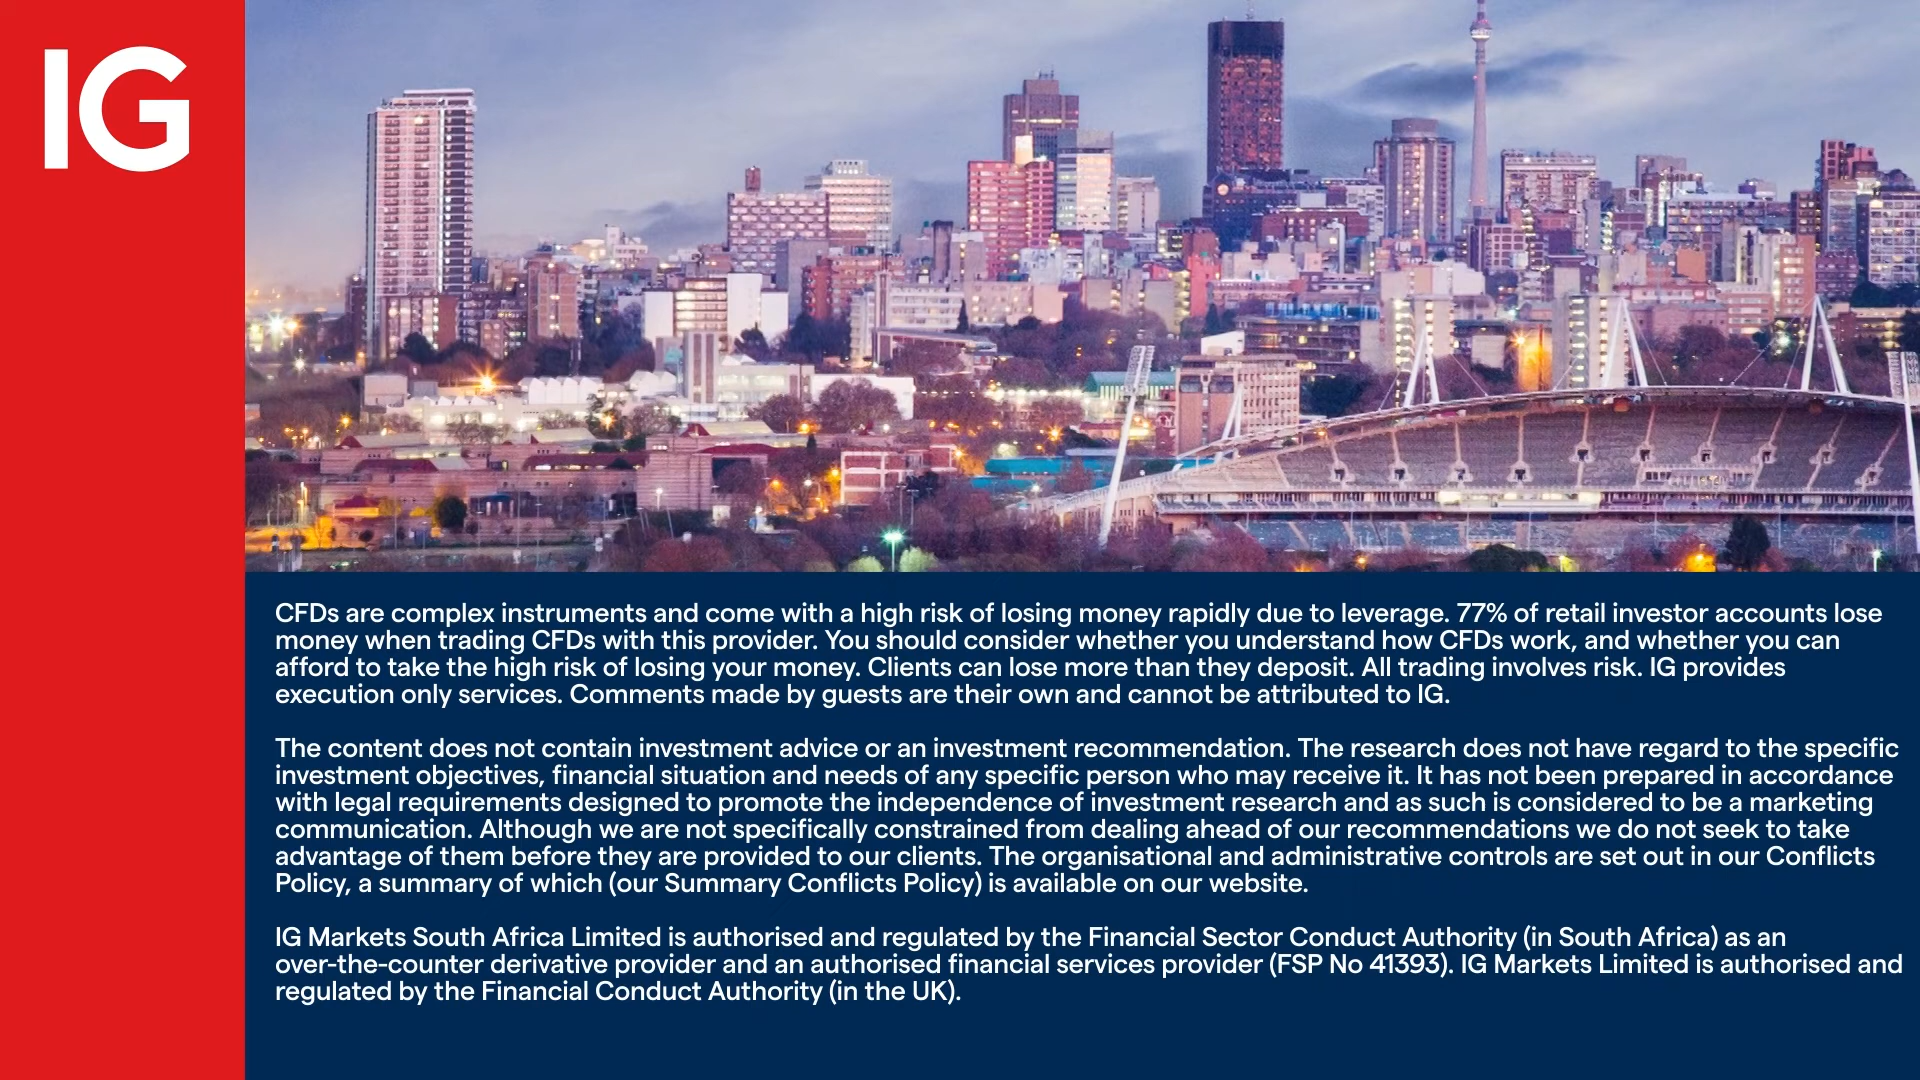 IG
CFDs are complex instruments and come with a high risk of losing money rapidly due to leverage. 77% of retail investor accounts lose
money when trading CFDs with this provider. You should consider whether you understand how CFDs work, and whether you can
afford to take the high risk of losing your money. Clients can lose more than they deposit. All trading involves risk. IG provides
execution only services. Comments made by guests are their own and cannot be attributed to IG.
The content does not contain investment advice or an investment recommendation. The research does not have regard to the specific
investment objectives, financial situation and needs of any specific person who may receive it. It has not been prepared in accordance
with legal requirements designed to promote the independence of investment research and as such is considered to be a marketing
communication. Although we are not specifically constrained from dealing ahead of our recommendations we do not seek to take
advantage of them before they are provided to our clients. The organisational and administrative controls are set out in our Conflicts
Policy, a summary of which (our Summary Conflicts Policy) is available on our website.
IG Markets South Africa Limited is authorised and regulated by the Financial Sector Conduct Authority (in South Africa) as an
over-the-counter derivative provider and an authorised financial services provider (FSP No 41393). IG Markets Limited is authorised and
regulated by the Financial Conduct Authority (in the UK).